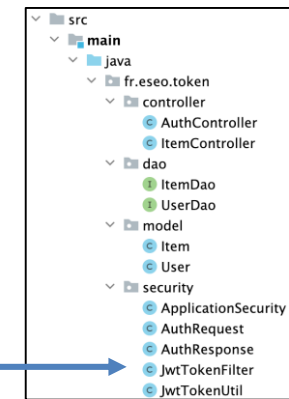 src
main
java
fr.eseo.token
controller
C AuthController
C ItemController
dao
I ItemDao
I UserDao
model
C Item
C User
security
C ApplicationSecurity
C AuthRequest
C AuthResponse
C JwtTokenFilter
C JwtTokenUtil